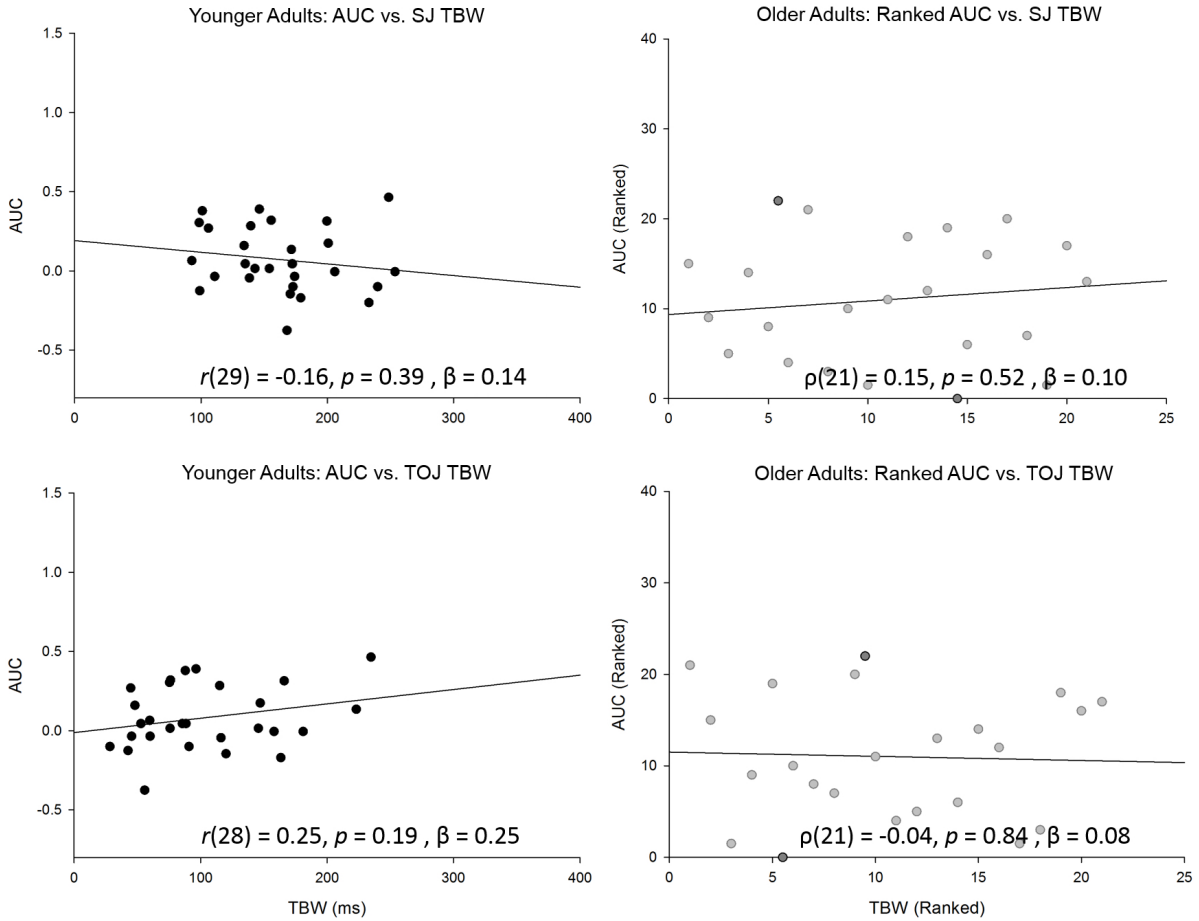 Younger Adults: AUC vs. SJ TBW
1.5
1.0
0.5
0.0
-0.5
AUC
r(29) = -0.16, p = 0.39 , β = 0.14
0 100 200 300 400
Older Adults: Ranked AUC vs. SJ TBW
40
30
20
10
0
AUC (Ranked)
ρ(21) = 0.15, p = 0.52 , β = 0.10
0 5 10 15 20 25
Younger Adults: AUC vs. TOJ TBW
1.5
1.0
0.5
0.0
-0.5
AUC
r(28) = 0.25, p = 0.19 , β = 0.25
0 100 200 300 400
TBW (ms)
Older Adults: Ranked AUC vs. TOJ TBW
40
30
20
10
0
AUC (Ranked)
ρ(21) = -0.04, p = 0.84 , β = 0.08
0 5 10 15 20 25
TBW (Ranked)